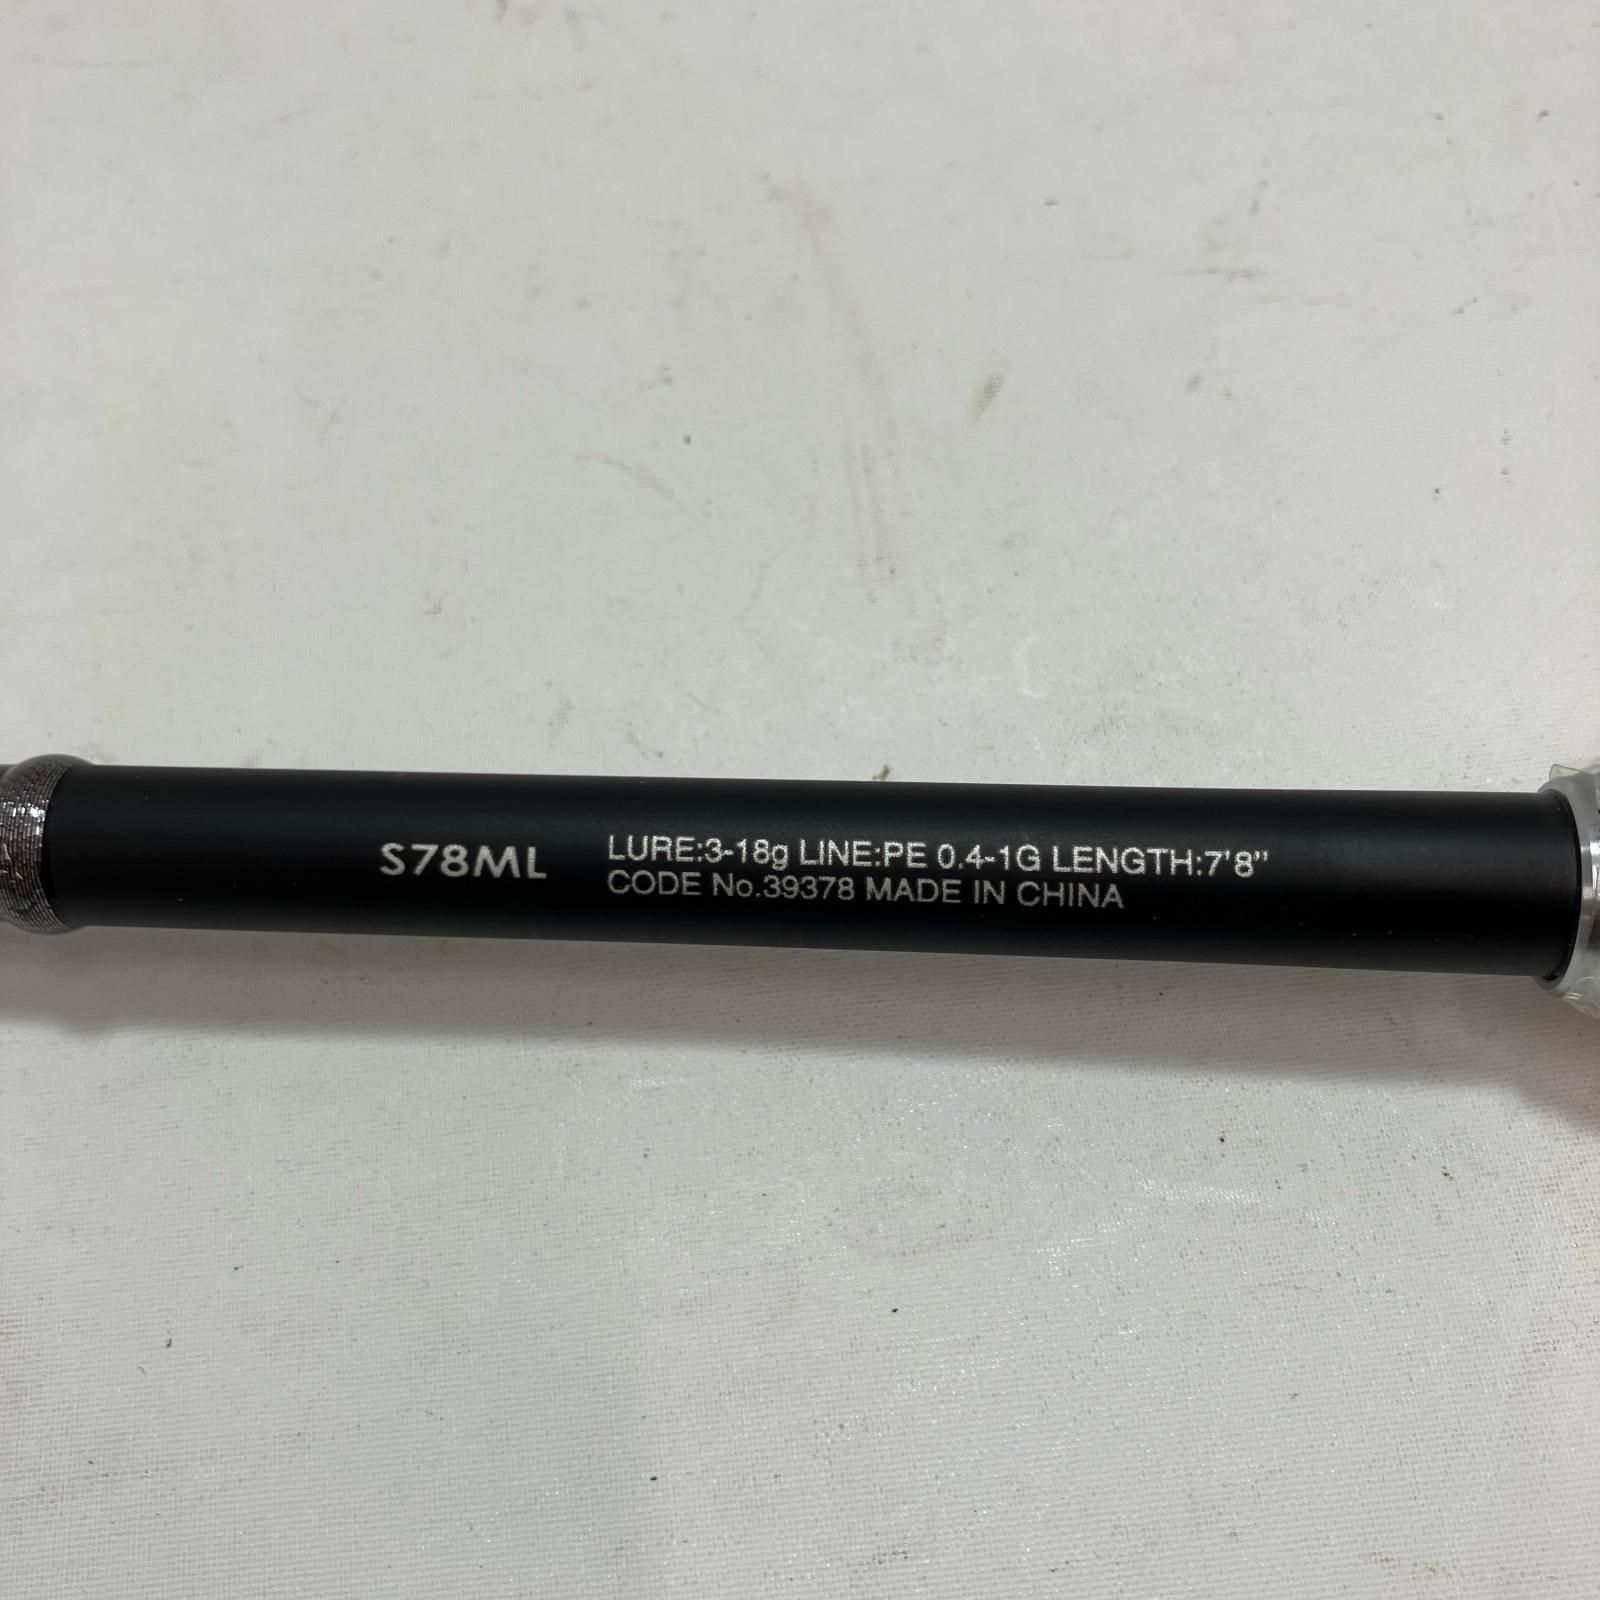 S78ML
LURE:3-18g LINE:PE 0.4-1G LENGTH:7'8"
CODE No.39378 MADE IN CHINA